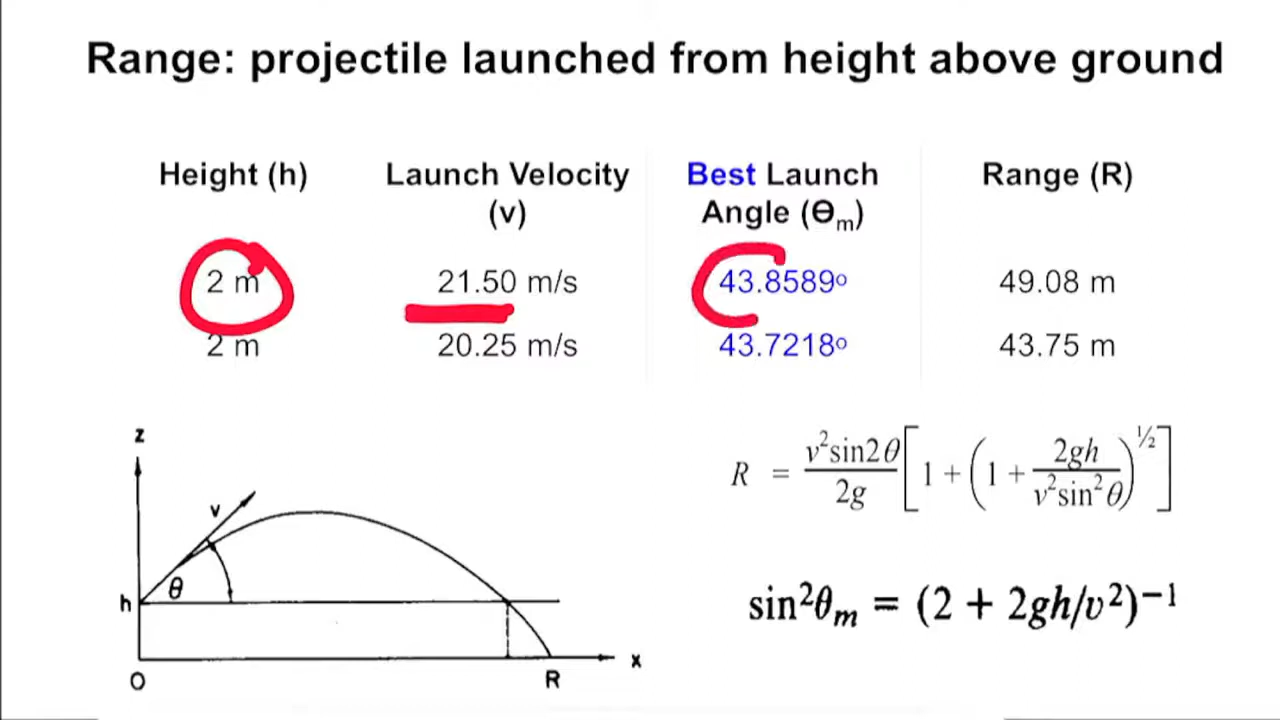 Range: projectile launched from height above ground
Height (h) Launch Velocity (v) Best Launch Angle (Θₘ) Range (R)
2 m 21.50 m/s 43.8589º 49.08 m
2 m 20.25 m/s 43.7218º 43.75 m
z
v
θ
h
O R x
R = v²sin2θ/2g [1 + (1 + 2gh/v²sin²θ)^½]
sin²θₘ = (2 + 2gh/v²)⁻¹